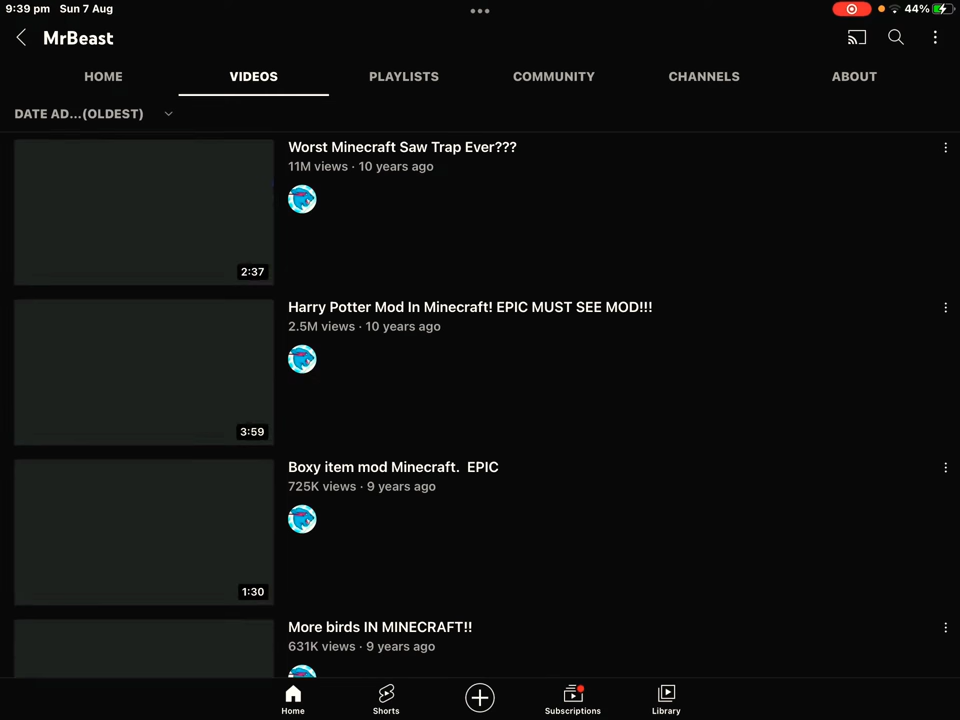 9:39 pm Sun 7 Aug
44%
MrBeast
HOME VIDEOS PLAYLISTS COMMUNITY CHANNELS ABOUT
DATE AD...(OLDEST)
Worst Minecraft Saw Trap Ever???
11M views · 10 years ago
2:37
Harry Potter Mod In Minecraft! EPIC MUST SEE MOD!!!
2.5M views · 10 years ago
3:59
Boxy item mod Minecraft.  EPIC
725K views · 9 years ago
1:30
More birds IN MINECRAFT!!
631K views · 9 years ago
Home Shorts Subscriptions Library